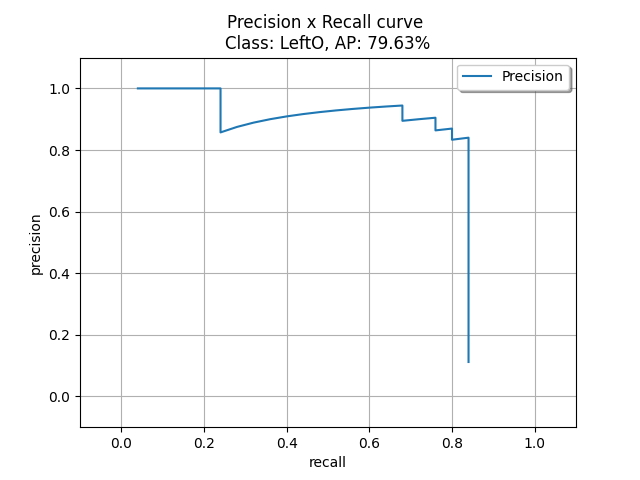 Precision x Recall curve
Class: LeftO, AP: 79.63%
Precision
1.0
0.8
0.6
0.4
0.2
0.0
precision
0.0 0.2 0.4 0.6 0.8 1.0
recall